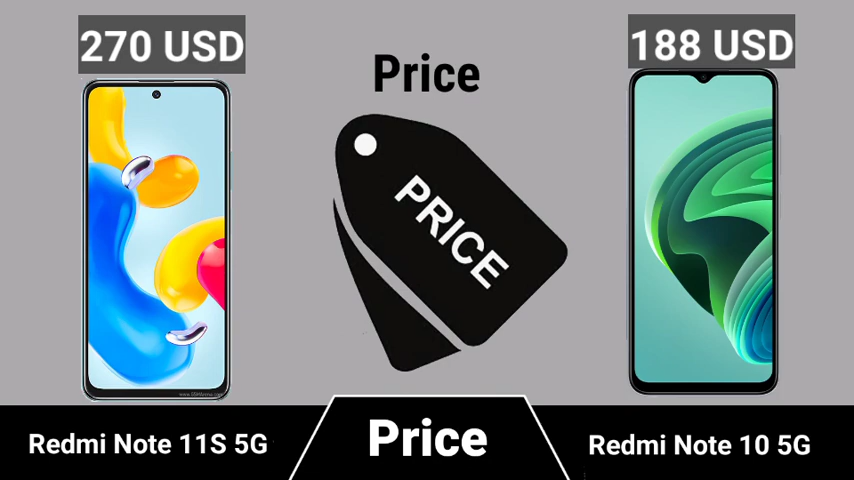 270 USD
188 USD
Price
PRICE
Redmi Note 11S 5G
Price
Redmi Note 10 5G